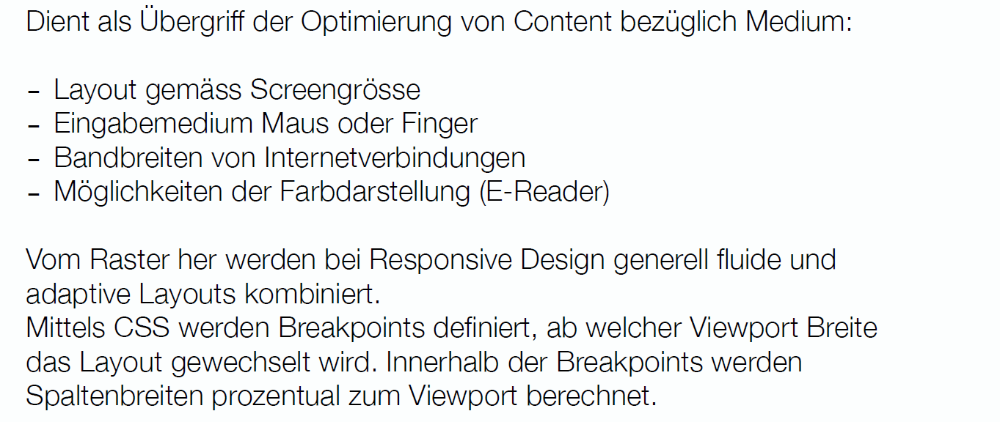 Dient als Übergriff der Optimierung von Content bezüglich Medium:
- Layout gemäss Screengrösse
- Eingabemedium Maus oder Finger
- Bandbreiten von Internetverbindungen
- Möglichkeiten der Farbdarstellung (E-Reader)
Vom Raster her werden bei Responsive Design generell fluide und
adaptive Layouts kombiniert.
Mittels CSS werden Breakpoints definiert, ab welcher Viewport Breite
das Layout gewechselt wird. Innerhalb der Breakpoints werden
Spaltenbreiten prozentual zum Viewport berechnet.